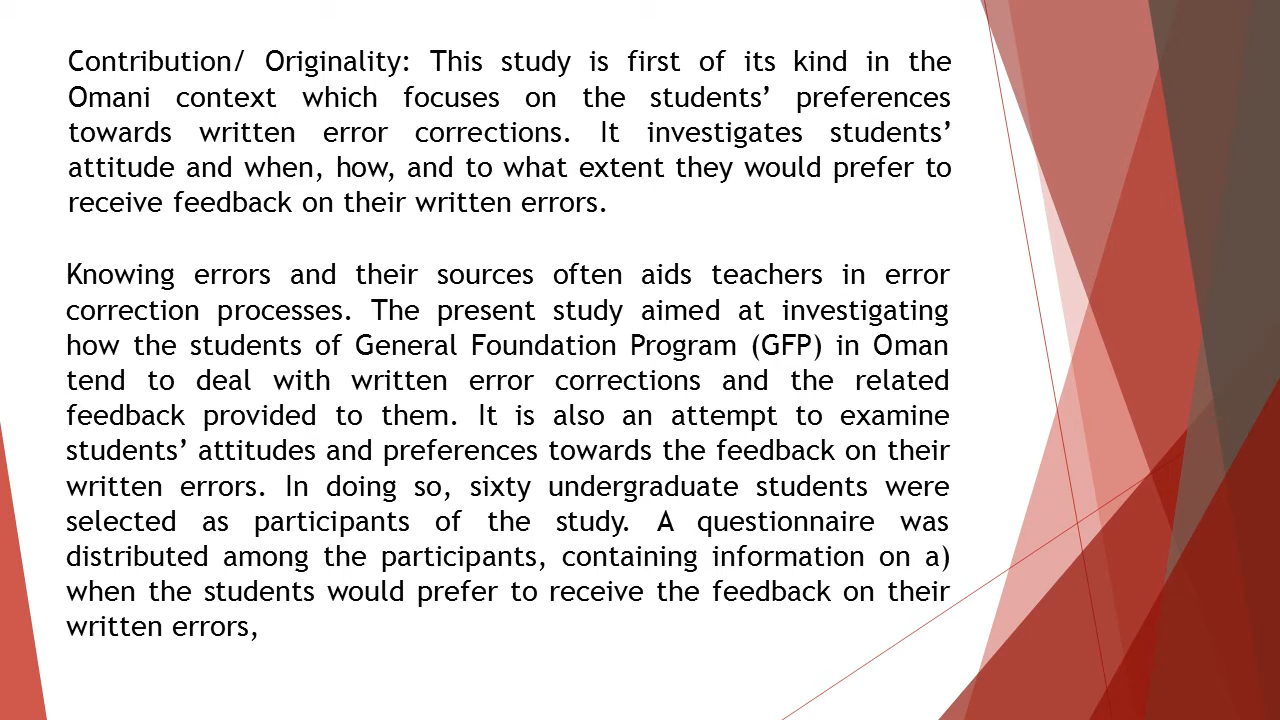 Contribution/ Originality: This study is first of its kind in the
Omani context which focuses on the students’ preferences
towards written error corrections. It investigates students’
attitude and when, how, and to what extent they would prefer to
receive feedback on their written errors.
Knowing errors and their sources often aids teachers in error
correction processes. The present study aimed at investigating
how the students of General Foundation Program (GFP) in Oman
tend to deal with written error corrections and the related
feedback provided to them. It is also an attempt to examine
students’ attitudes and preferences towards the feedback on their
written errors. In doing so, sixty undergraduate students were
selected as participants of the study. A questionnaire was
distributed among the participants, containing information on a)
when the students would prefer to receive the feedback on their
written errors,